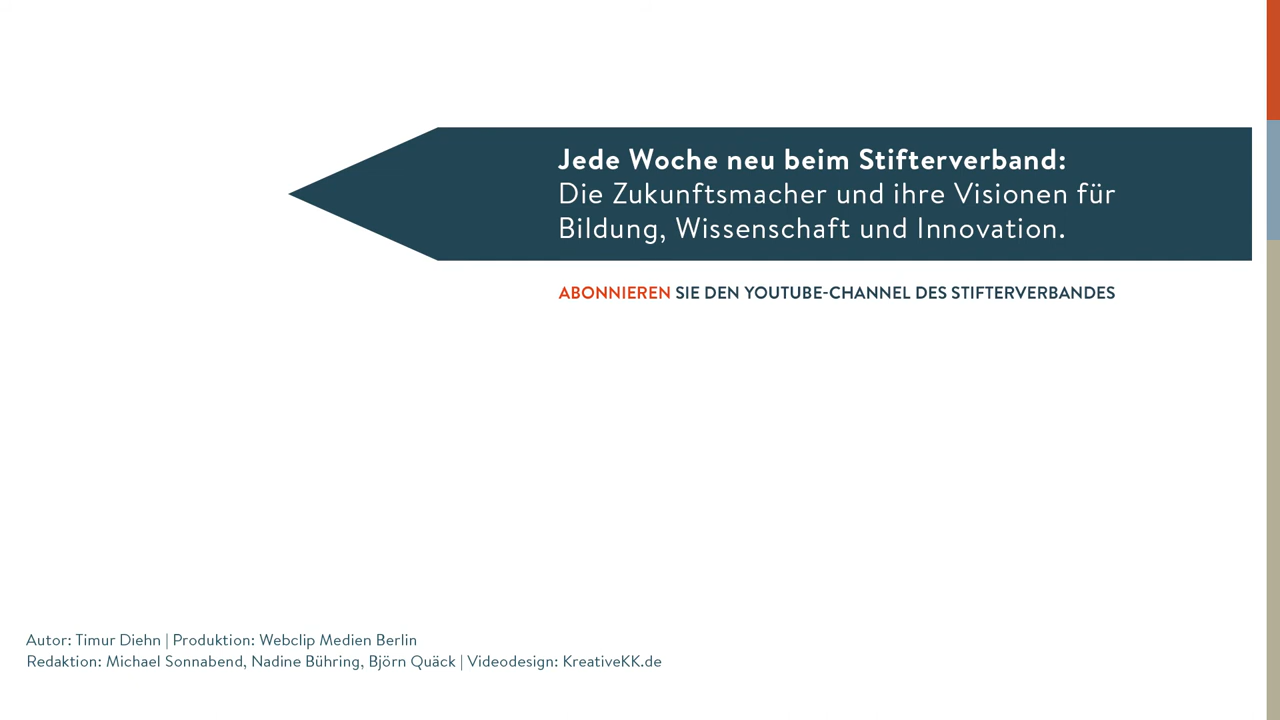 Jede Woche neu beim Stifterverband:
Die Zukunftsmacher und ihre Visionen für
Bildung, Wissenschaft und Innovation.
ABONNIEREN SIE DEN YOUTUBE-CHANNEL DES STIFTERVERBANDES
Autor: Timur Diehn | Produktion: Webclip Medien Berlin
Redaktion: Michael Sonnabend, Nadine Bühring, Björn Quäck | Videodesign: KreativeKK.de